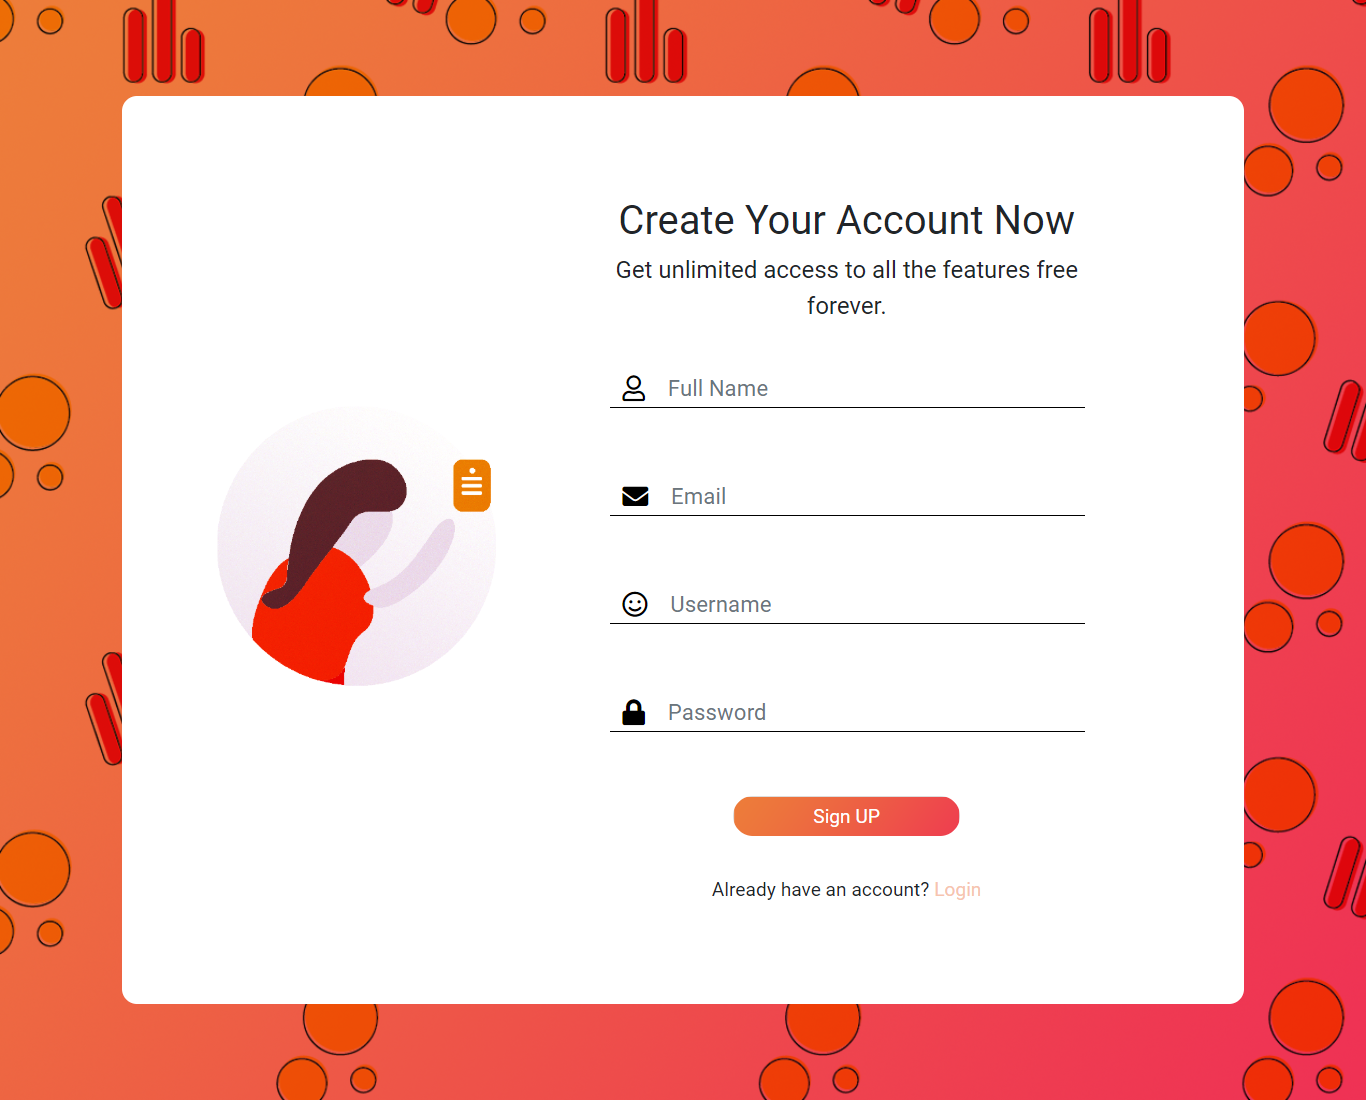 Create Your Account Now
Get unlimited access to all the features free
forever.
Full Name
Email
Username
Password
Sign UP
Already have an account? Login